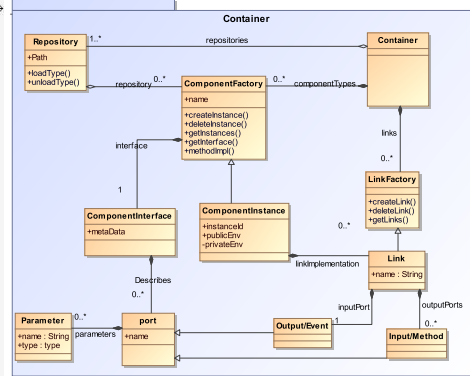 Container
Repository
+Path
+loadType()
+unloadType()
1..*
repositories
Container
repository
0..*
ComponentFactory
+name
+createInstance()
+deleteInstance()
+getInstances()
+getInterface()
+methodImpl()
0..*
componentTypes
interface
1
links
0..*
LinkFactory
+createLink()
+deleteLink()
+getLinks()
ComponentInterface
+metaData
ComponentInstance
+instanceId
+publicEnv
-privateEnv
0..*
linkImplementation
Link
+name : String
Describes
0..*
Parameter
+name : String
+type : type
0..*
parameters
port
+name
inputPort
1
Output/Event
outputPorts
0..*
Input/Method